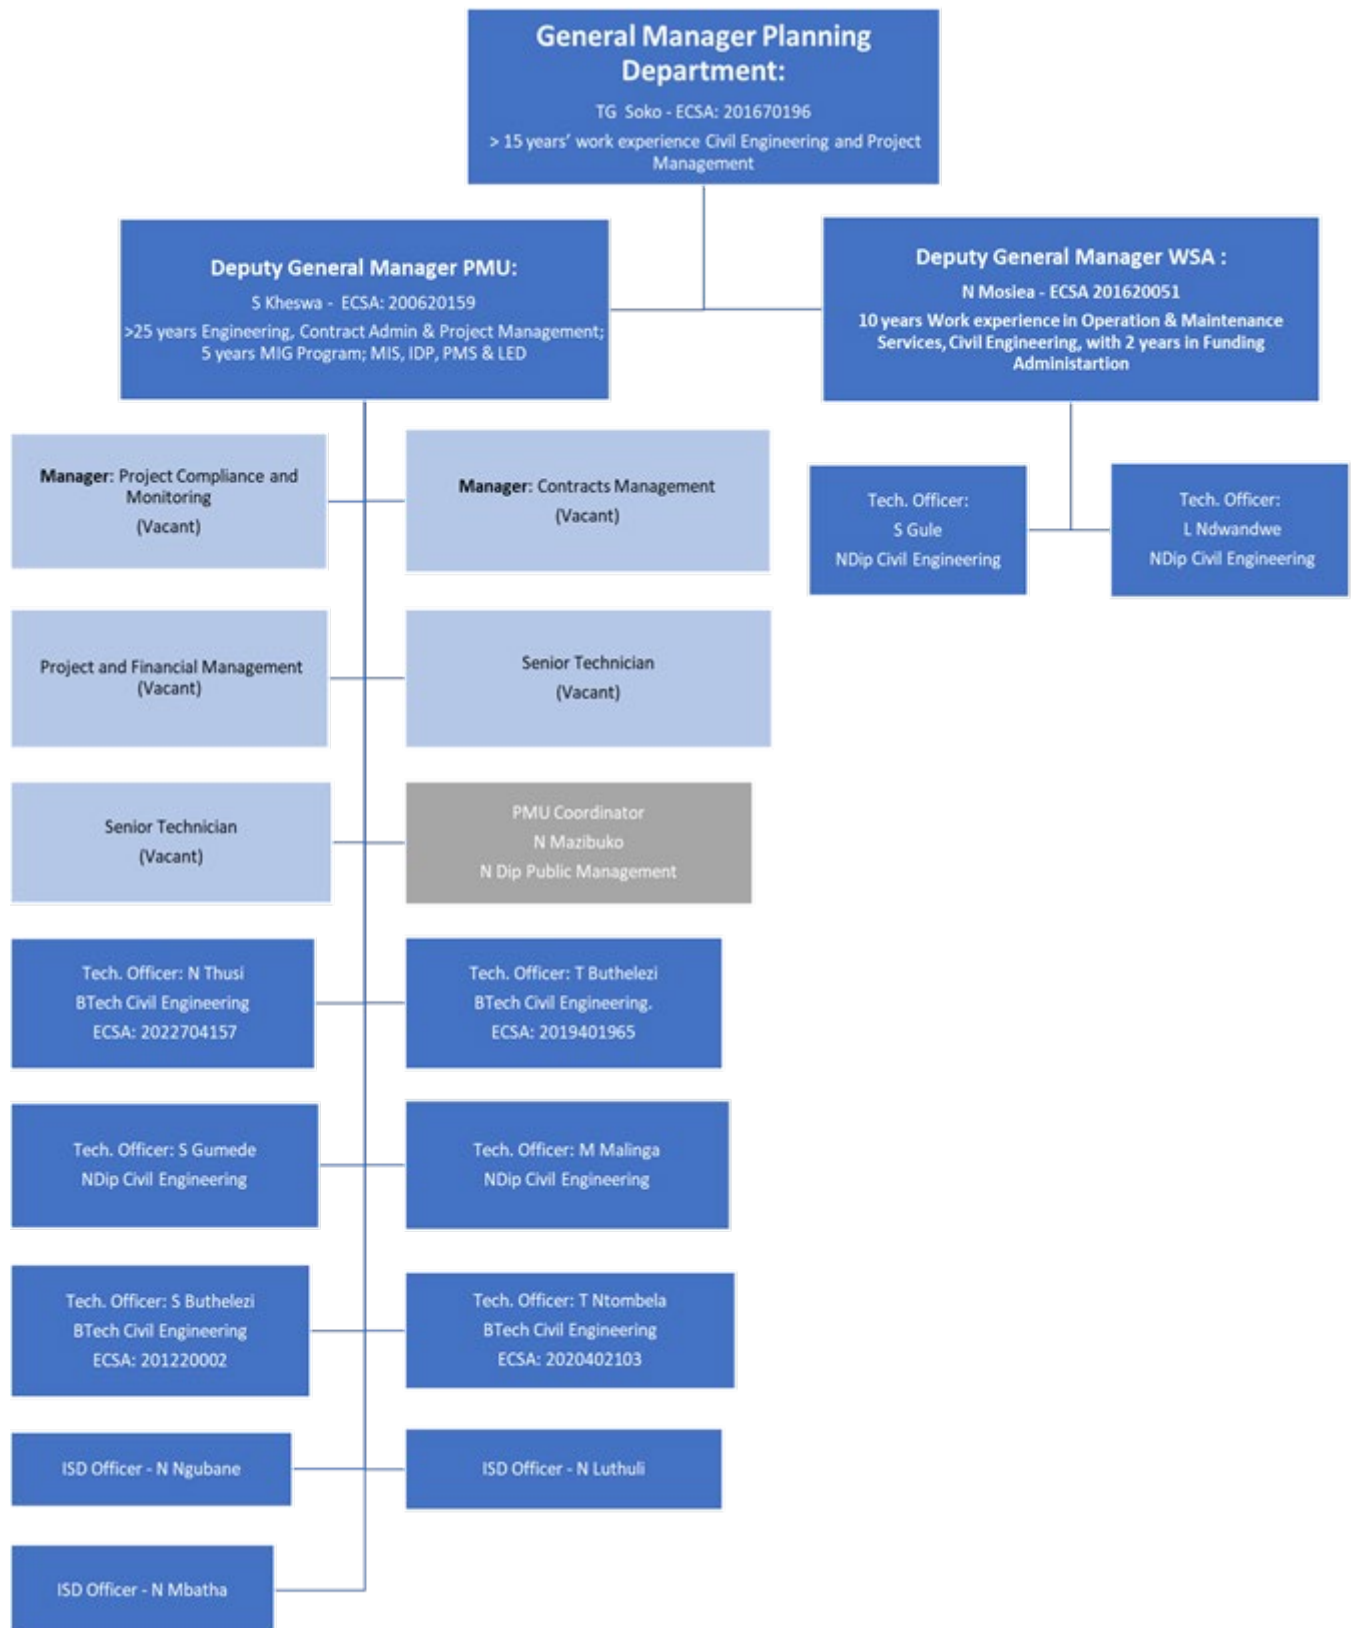 General Manager Planning
Department:
TG Soko - ECSA: 201670196
> 15 years’ work experience Civil Engineering and Project
Management
Deputy General Manager PMU:
S Kheswa - ECSA: 200620159
>25 years Engineering, Contract Admin & Project Management;
5 years MIG Program; MIS, IDP, PMS & LED
Deputy General Manager WSA :
N Mosiea - ECSA 201620051
10 years Work experience in Operation & Maintenance
Services, Civil Engineering, with 2 years in Funding
Administartion
Manager: Project Compliance and
Monitoring
(Vacant)
Manager: Contracts Management
(Vacant)
Tech. Officer:
S Gule
NDip Civil Engineering
Tech. Officer:
L Ndwandwe
NDip Civil Engineering
Project and Financial Management
(Vacant)
Senior Technician
(Vacant)
Senior Technician
(Vacant)
PMU Coordinator
N Mazibuko
N Dip Public Management
Tech. Officer: N Thusi
BTech Civil Engineering
ECSA: 2022704157
Tech. Officer: T Buthelezi
BTech Civil Engineering.
ECSA: 2019401965
Tech. Officer: S Gumede
NDip Civil Engineering
Tech. Officer: M Malinga
NDip Civil Engineering
Tech. Officer: S Buthelezi
BTech Civil Engineering
ECSA: 201220002
Tech. Officer: T Ntombela
BTech Civil Engineering
ECSA: 2020402103
ISD Officer - N Ngubane
ISD Officer - N Luthuli
ISD Officer - N Mbatha